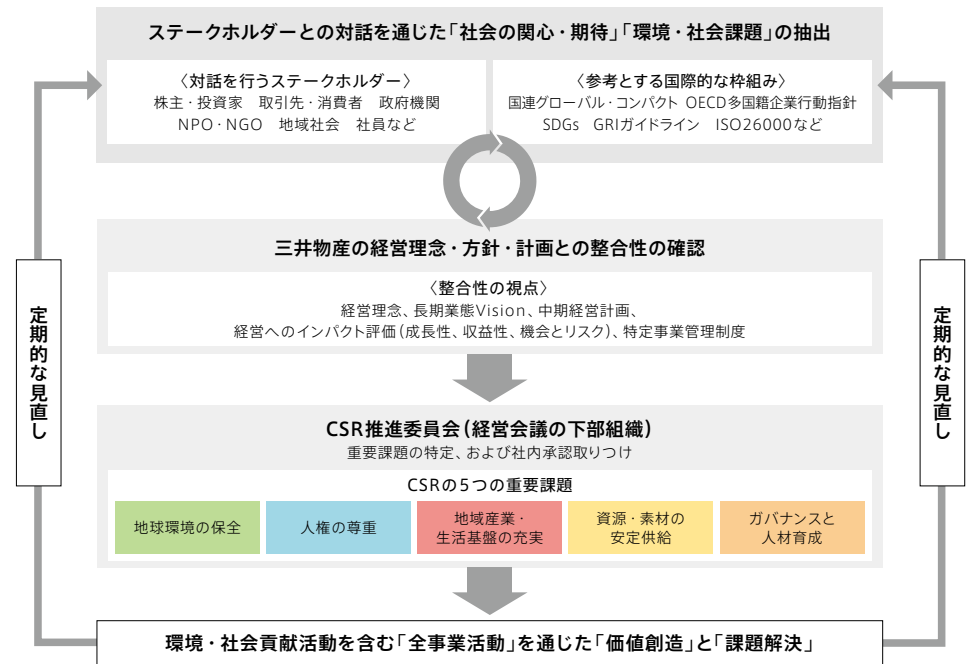 ステークホルダーとの対話を通じた「社会の関心・期待」「環境・社会課題」の抽出
〈対話を行うステークホルダー〉
株主・投資家　取引先・消費者　政府機関
NPO・NGO　地域社会　社員など
〈参考とする国際的な枠組み〉
国連グローバル・コンパクト OECD多国籍企業行動指針
SDGs　GRIガイドライン　ISO26000など
三井物産の経営理念・方針・計画との整合性の確認
〈整合性の視点〉
経営理念、長期業態Vision、中期経営計画、
経営へのインパクト評価（成長性、収益性、機会とリスク）、特定事業管理制度
定期的な見直し
定期的な見直し
CSR推進委員会（経営会議の下部組織）
重要課題の特定、および社内承認取りつけ
CSRの5つの重要課題
地球環境の保全
人権の尊重
地域産業・
生活基盤の充実
資源・素材の
安定供給
ガバナンスと
人材育成
環境・社会貢献活動を含む「全事業活動」を通じた「価値創造」と「課題解決」